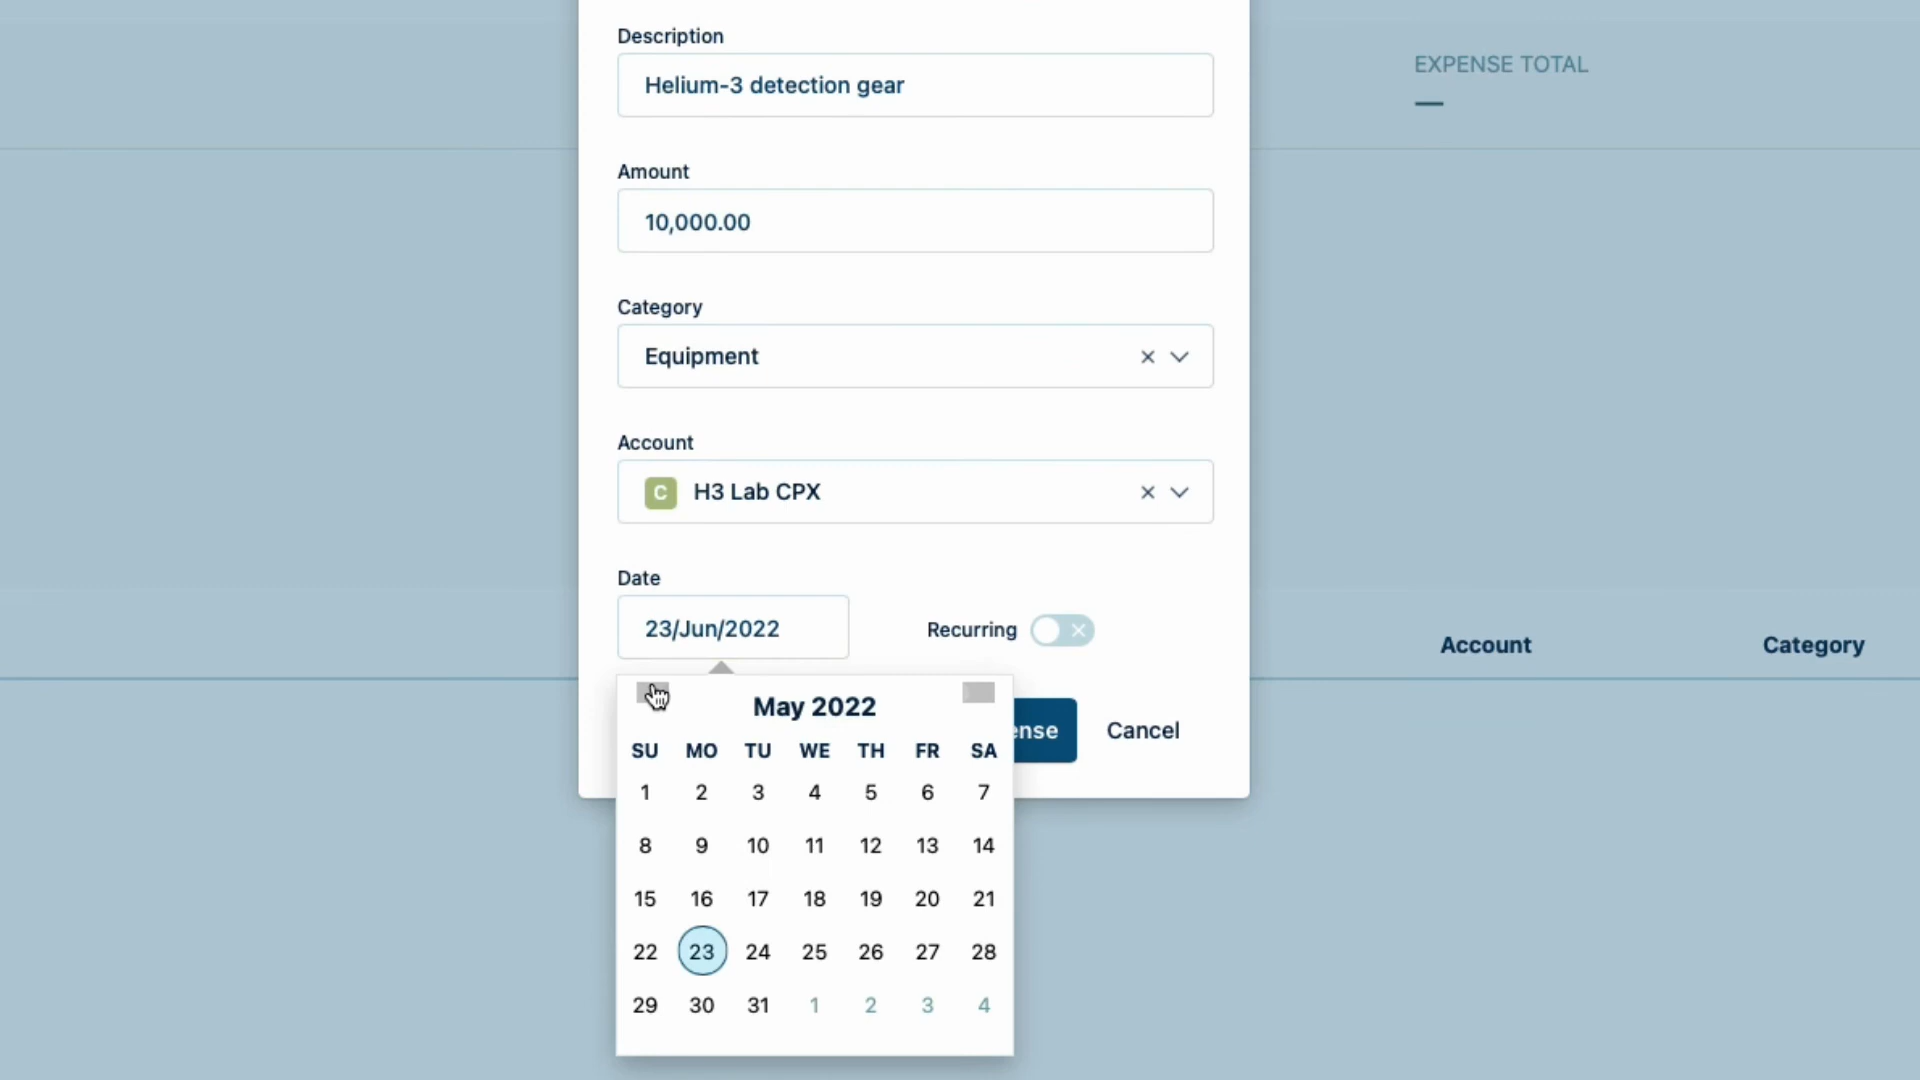 Description
EXPENSE TOTAL
Helium-3 detection gear
—
Amount
10,000.00
Category
Equipment
Account
C H3 Lab CPX
Date
23/Jun/2022
Recurring
Account Category
May 2022
ense Cancel
SU MO TU WE TH FR SA
1 2 3 4 5 6 7
8 9 10 11 12 13 14
15 16 17 18 19 20 21
22 23 24 25 26 27 28
29 30 31 1 2 3 4